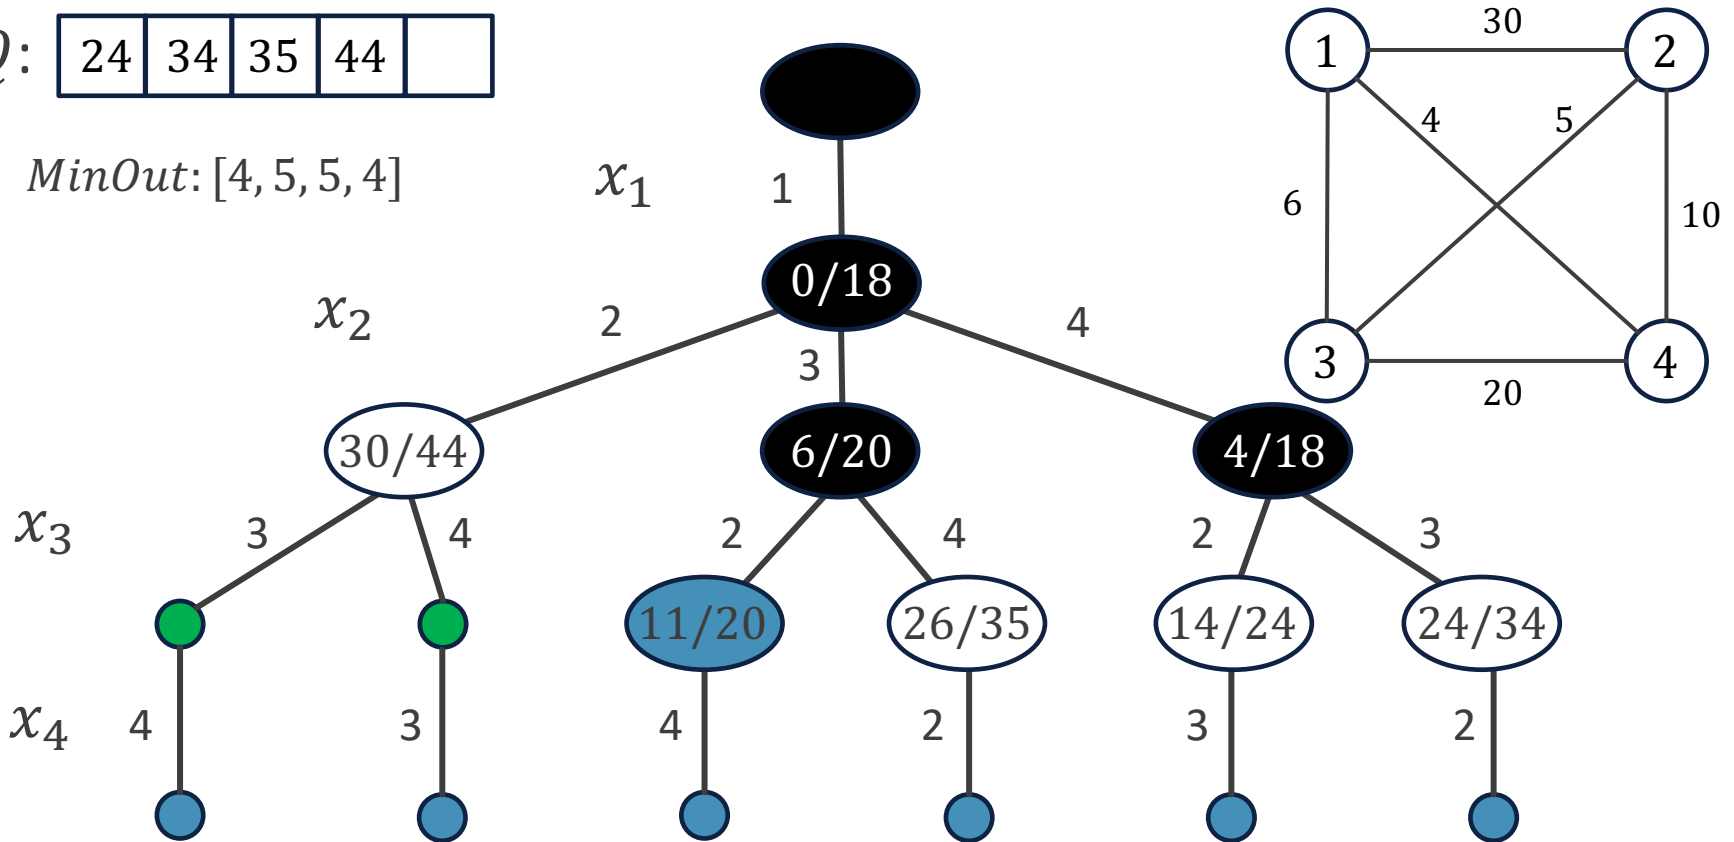 Q: 24 34 35 44
MinOut: [4, 5, 5, 4]
1 30 2
4 5
6 10
3 20 4
x₁ 1
0/18
x₂ 2 3 4
30/44 6/20 4/18
x₃ 3 4 2 4 2 3
11/20 26/35 14/24 24/34
x₄ 4 3 4 2 3 2